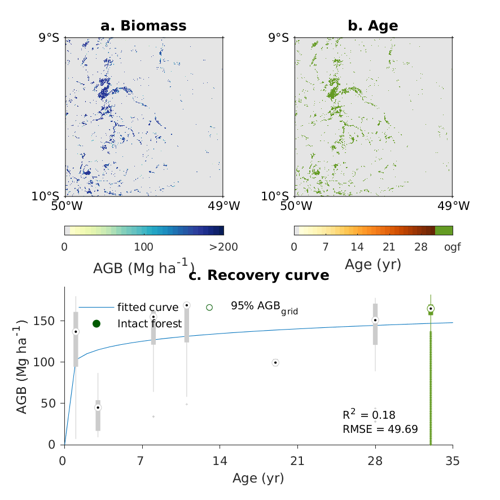 a. Biomass
b. Age
9°S
10°S
50°W 49°W
9°S
10°S
50°W 49°W
0 100 >200
AGB (Mg ha⁻¹)
0 7 14 21 28 ogf
Age (yr)
c. Recovery curve
fitted curve
Intact forest
95% AGBgrid
150
100
50
0
AGB (Mg ha⁻¹)
R² = 0.18
RMSE = 49.69
0 7 14 21 28 35
Age (yr)